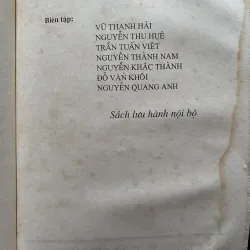 Biên tập:
VŨ THANH HẢI
NGUYỄN THU HUỆ
TRẦN TUẤN VIỆT
NGUYỄN THÀNH NAM
NGUYỄN KHẮC THÀNH
ĐỖ VĂN KHÔI
NGUYỄN QUANG ANH
Sách lưu hành nội bộ